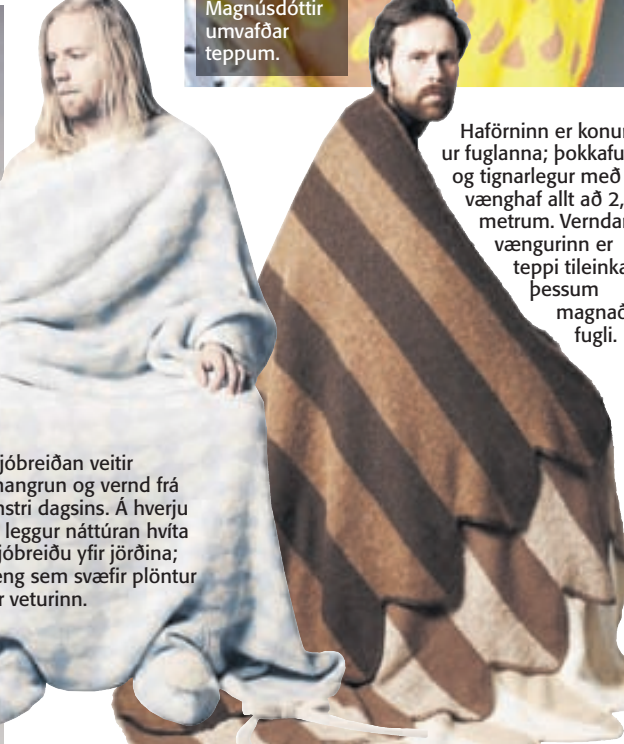 Magnúsdóttir
umvafðar
teppum.
Haförninn er konun
ur fuglanna; þokkafu
og tignarlegur með
vænghaf allt að 2,
metrum. Verndar
vængurinn er
teppi tileinka
þessum
magnað
fugli.
jóbreiðan veitir
nangrun og vernd frá
nstri dagsins. Á hverju
leggur náttúran hvíta
jóbreiðu yfir jörðina;
eng sem svæfir plöntur
r veturinn.